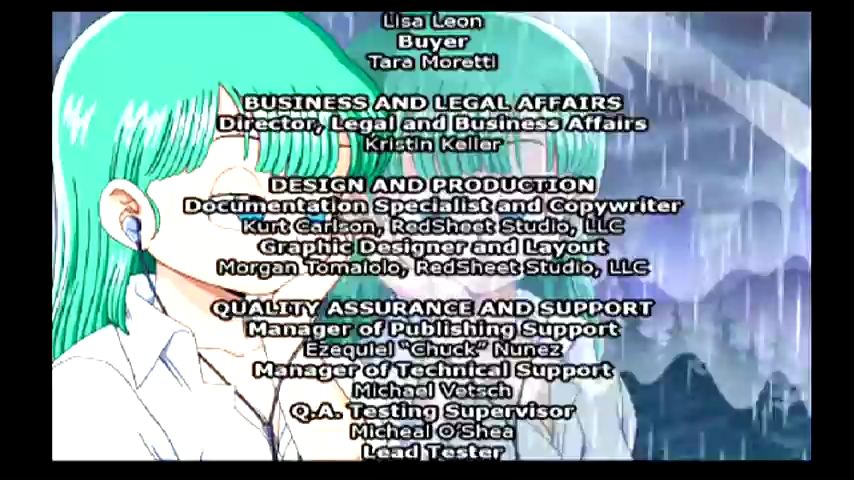 Lisa Leon
Buyer
Tara Moretti
BUSINESS AND LEGAL AFFAIRS
Director, Legal and Business Affairs
Kristin Keller
DESIGN AND PRODUCTION
Documentation Specialist and Copywriter
Kurt Carlson, RedSheet Studio, LLC
Graphic Designer and Layout
Morgan Tomaiolo, RedSheet Studio, LLC
QUALITY ASSURANCE AND SUPPORT
Manager of Publishing Support
Ezequiel "Chuck" Nunez
Manager of Technical Support
Michael Vetsch
Q.A. Testing Supervisor
Micheal O'Shea
Lead Tester